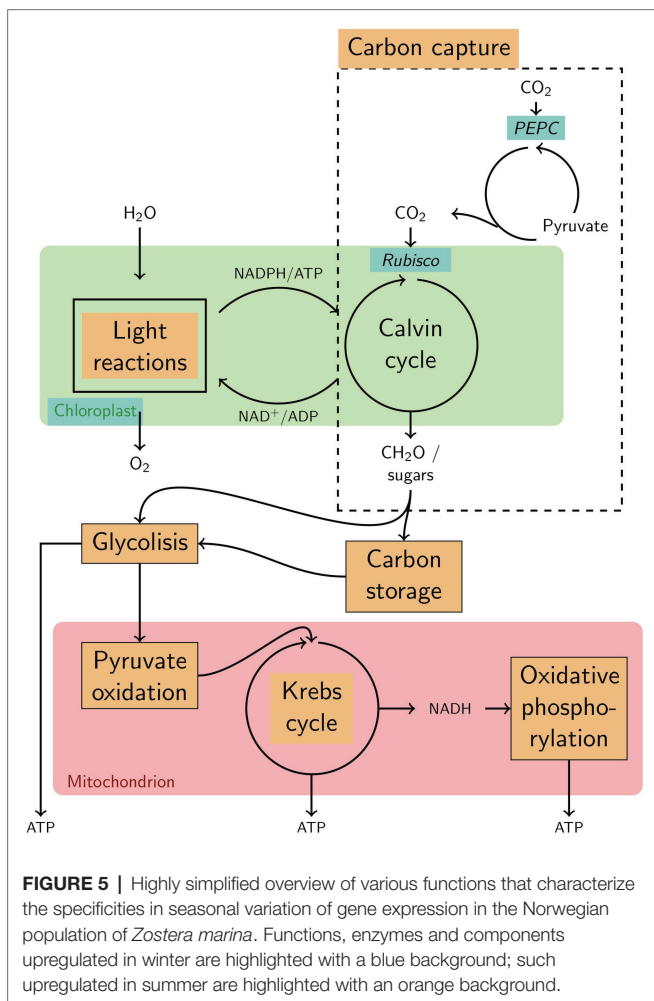 Carbon capture
CO₂
PEPC
Pyruvate
H₂O
CO₂
Rubisco
NADPH/ATP
Light
reactions
Calvin
cycle
NAD⁺/ADP
Chloroplast
O₂
CH₂O /
sugars
Glycolisis
Carbon
storage
Pyruvate
oxidation
Krebs
cycle
NADH
Oxidative
phospho-
rylation
Mitochondrion
ATP
ATP
ATP
FIGURE 5 | Highly simplified overview of various functions that characterize
the specificities in seasonal variation of gene expression in the Norwegian
population of Zostera marina. Functions, enzymes and components
upregulated in winter are highlighted with a blue background; such
upregulated in summer are highlighted with an orange background.